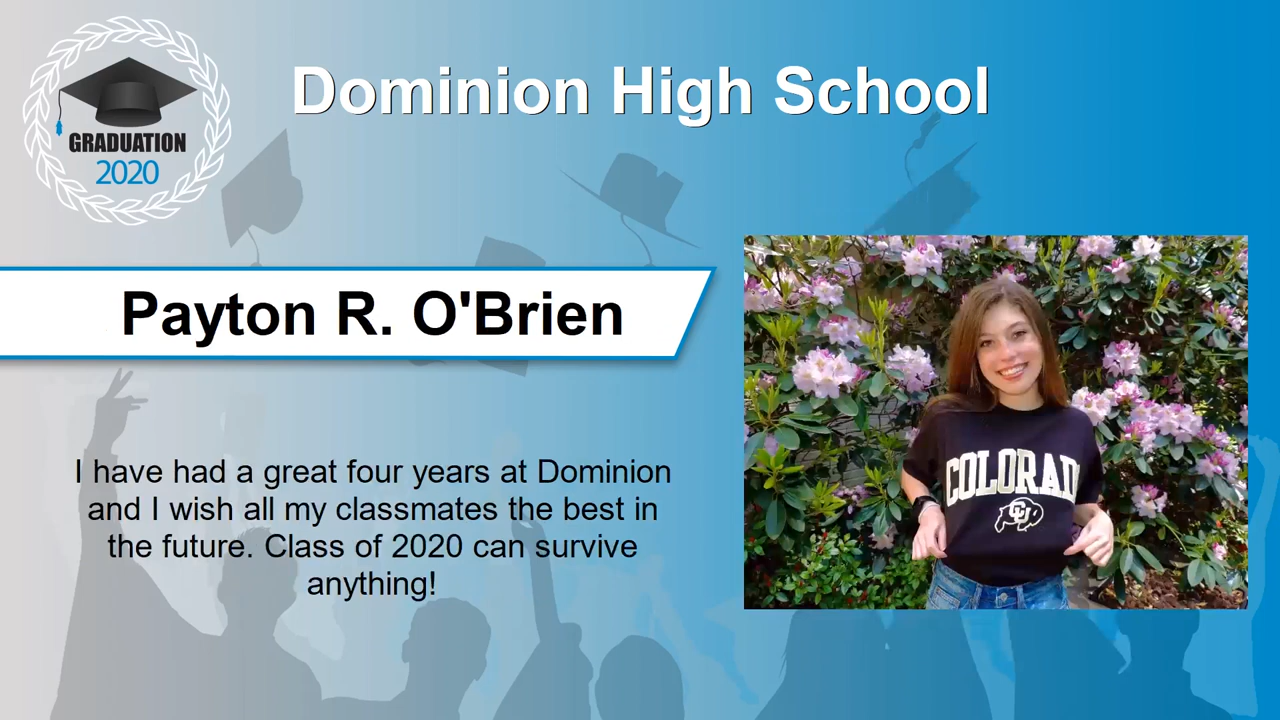 Dominion High School
GRADUATION
2020
Payton R. O'Brien
I have had a great four years at Dominion
and I wish all my classmates the best in
the future. Class of 2020 can survive
anything!
COLORAD
CU